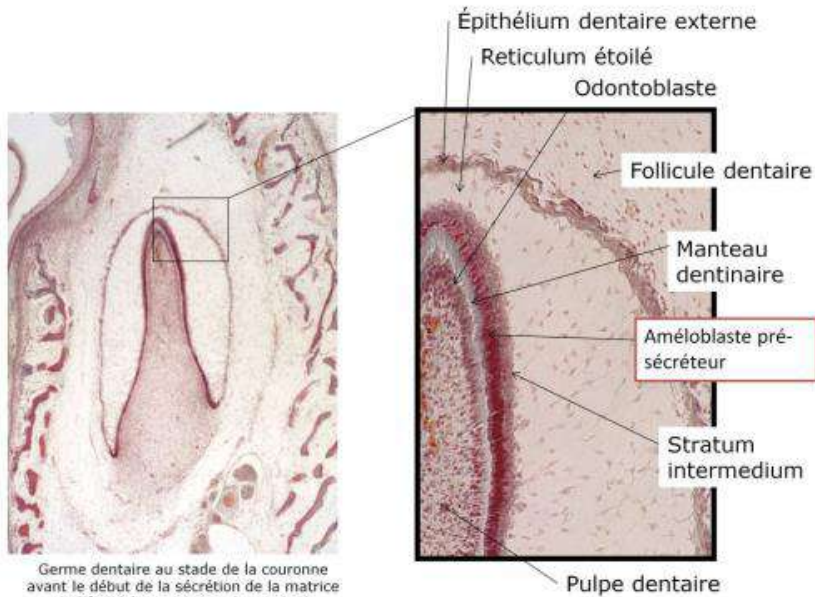 Épithélium dentaire externe
Reticulum étoilé
Odontoblaste
Follicule dentaire
Manteau
dentinaire
Améloblaste pré-
sécréteur
Stratum
intermedium
Pulpe dentaire
Germe dentaire au stade de la couronne
avant le début de la sécrétion de la matrice